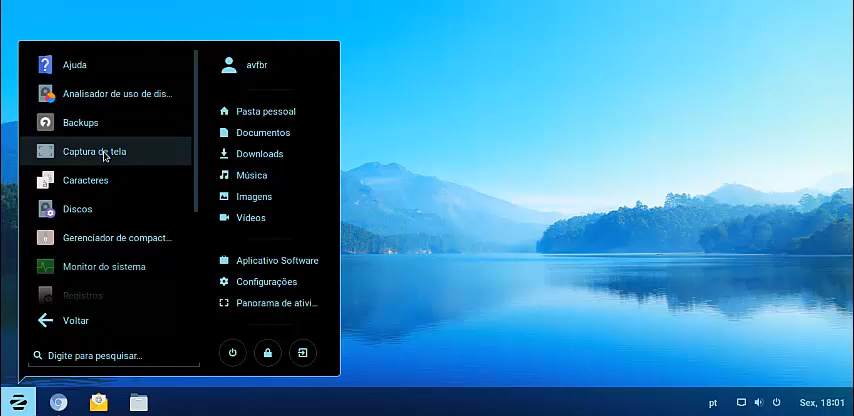 Ajuda
Analisador de uso de dis...
Backups
Captura de tela
Caracteres
Discos
Gerenciador de compact...
Monitor do sistema
Registros
Voltar
Digite para pesquisar...
avfbr
Pasta pessoal
Documentos
Downloads
Música
Imagens
Vídeos
Aplicativo Software
Configurações
Panorama de ativi...
pt
Sex, 18:01